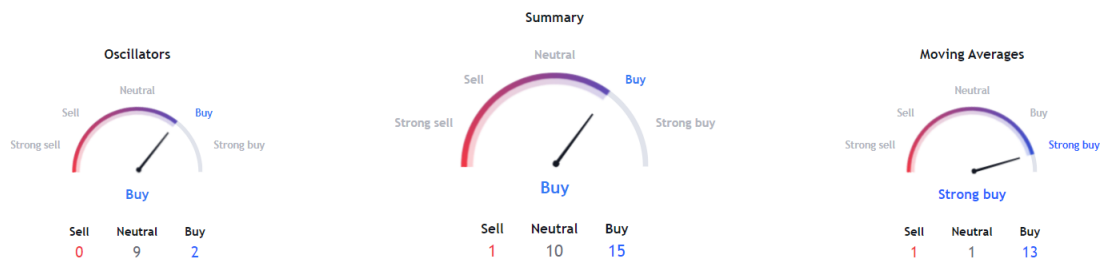 Oscillators
Neutral
Sell
Buy
Strong sell
Strong buy
Buy
Sell Neutral Buy
0 9 2
Summary
Neutral
Sell
Buy
Strong sell
Strong buy
Buy
Sell Neutral Buy
1 10 15
Moving Averages
Neutral
Sell
Buy
Strong sell
Strong buy
Strong buy
Sell Neutral Buy
1 1 13